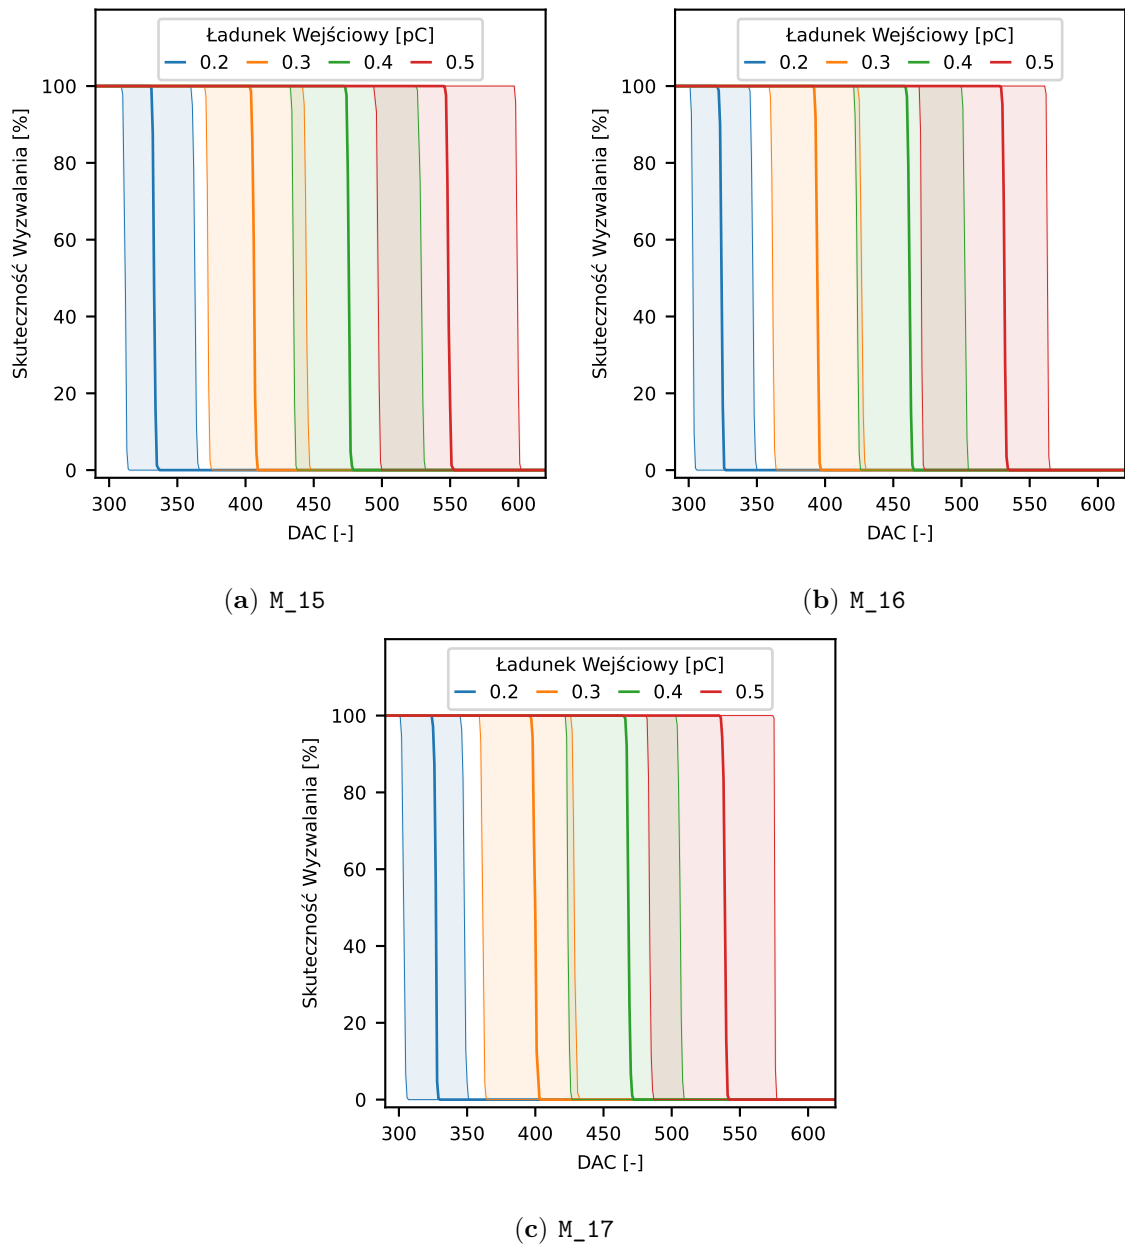 Ładunek Wejściowy [pC]
0.2 0.3 0.4 0.5
Skuteczność Wyzwalania [%]
100
80
60
40
20
0
300 350 400 450 500 550 600
DAC [-]
(a) M_15
Ładunek Wejściowy [pC]
0.2 0.3 0.4 0.5
Skuteczność Wyzwalania [%]
100
80
60
40
20
0
300 350 400 450 500 550 600
DAC [-]
(b) M_16
Ładunek Wejściowy [pC]
0.2 0.3 0.4 0.5
Skuteczność Wyzwalania [%]
100
80
60
40
20
0
300 350 400 450 500 550 600
DAC [-]
(c) M_17